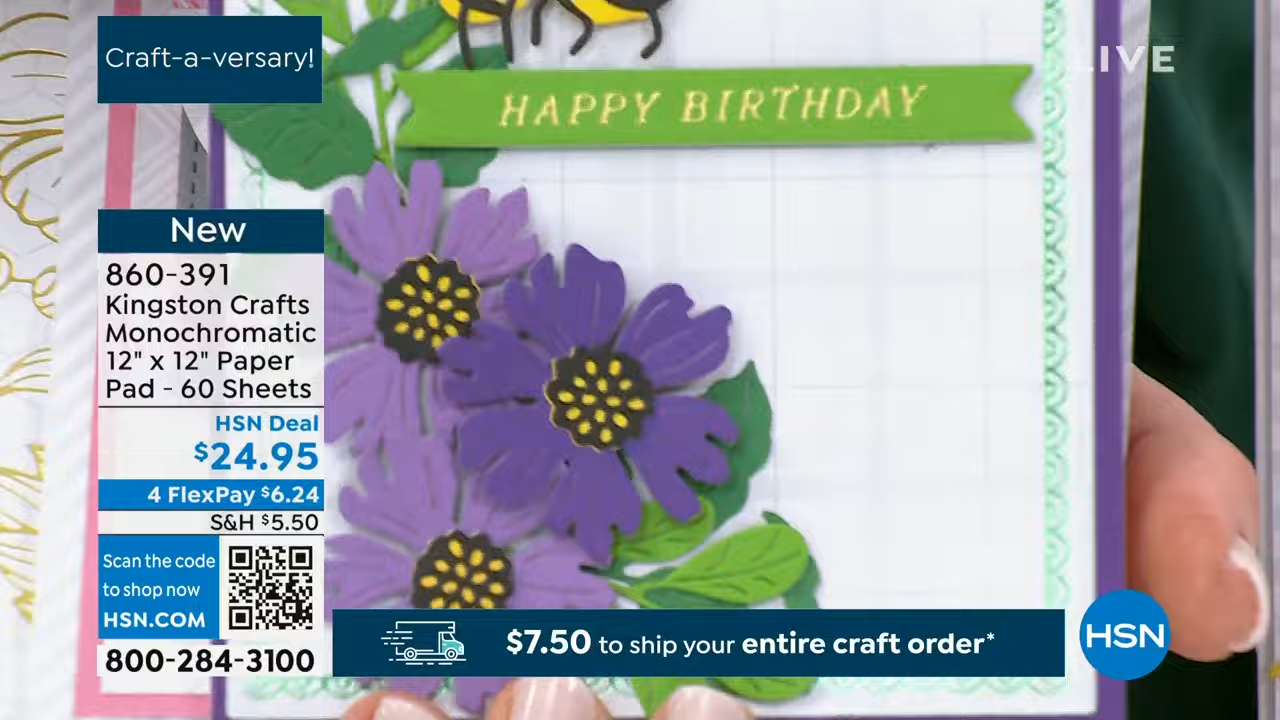 Craft-a-versary!
LIVE
HAPPY BIRTHDAY
New
860-391
Kingston Crafts
Monochromatic
12" x 12" Paper
Pad - 60 Sheets
HSN Deal
$24.95
4 FlexPay $6.24
S&H $5.50
Scan the code
to shop now
HSN.COM
800-284-3100
$7.50 to ship your entire craft order*
HSN